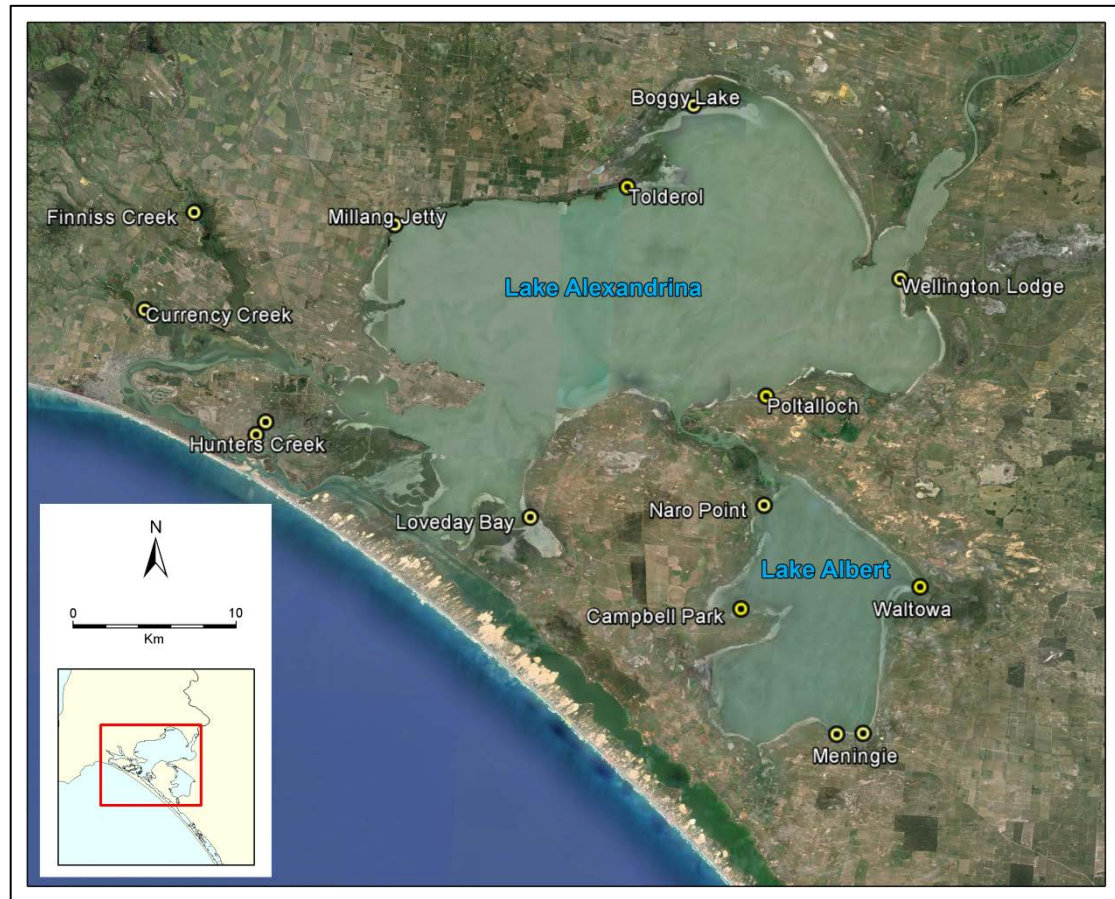 Boggy Lake
Tolderol
Finniss Creek
Millang Jetty
Lake Alexandrina
Wellington Lodge
Currency Creek
Poltalloch
Hunters Creek
Naro Point
Loveday Bay
Lake Albert
Waltowa
Campbell Park
Meningie
N
0 10
Km